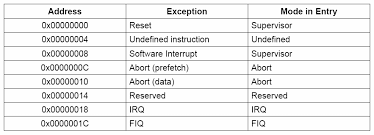 Address Exception Mode in Entry
0x00000000 Reset Supervisor
0x00000004 Undefined instruction Undefined
0x00000008 Software Interrupt Supervisor
0x0000000C Abort (prefetch) Abort
0x00000010 Abort (data) Abort
0x00000014 Reserved Reserved
0x00000018 IRQ IRQ
0x0000001C FIQ FIQ